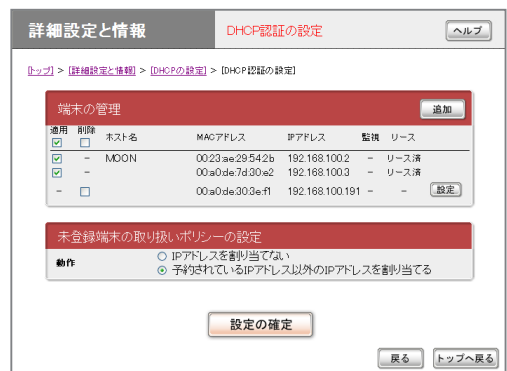 詳細設定と情報 DHCP認証の設定 ヘルプ
[トップ] > [詳細設定と情報] > [DHCPの設定] > [DHCP認証の設定]
端末の管理 追加
適用 削除 ホスト名 MACアドレス IPアドレス 監視 リース
- MOON 00:23:ae:29:54:2b 192.168.100.2 - リース済
- 00:a0:de:7d:30:e2 192.168.100.3 - リース済
- 00:a0:de:30:3e:f1 192.168.100.191 - - 設定
未登録端末の取り扱いポリシーの設定
動作 IPアドレスを割り当てない
予約されているIPアドレス以外のIPアドレスを割り当てる
設定の確定
戻る トップへ戻る